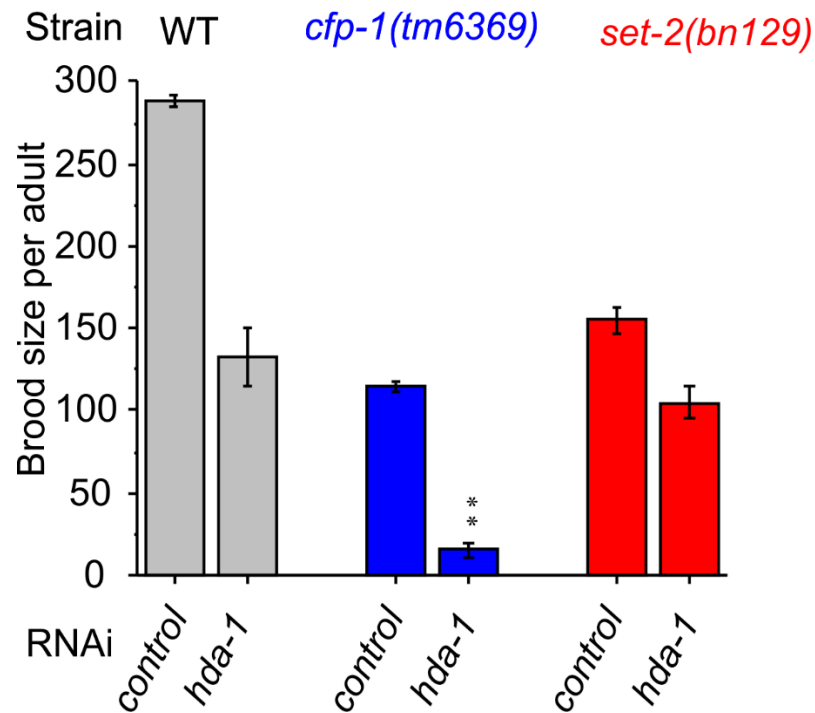 Strain WT cfp-1(tm6369) set-2(bn129)
Brood size per adult
300
250
200
150
100
50
0
**
RNAi control hda-1 control hda-1 control hda-1